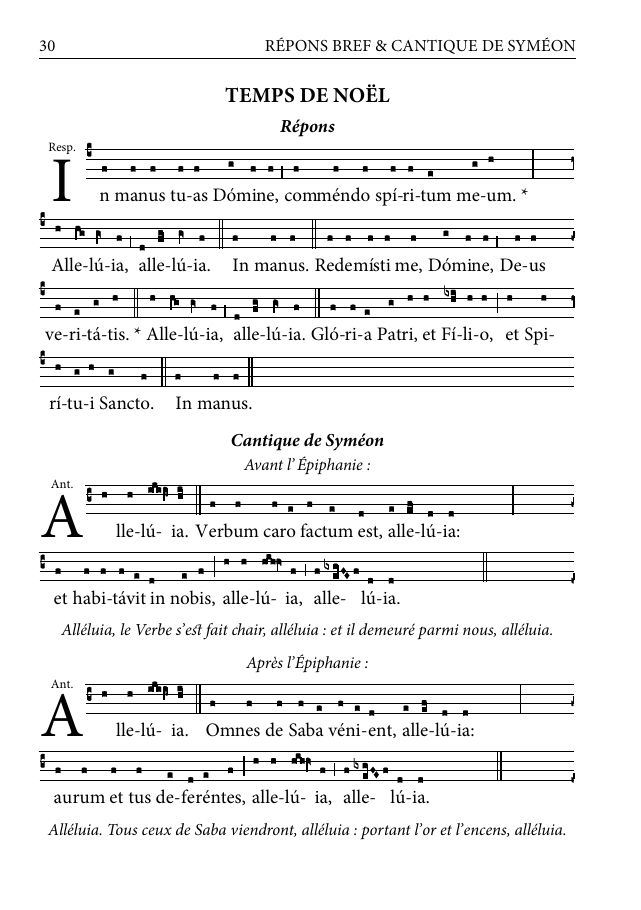 30 RÉPONS BREF & CANTIQUE DE SYMÉON
TEMPS DE NOËL
Répons
Resp.
In manus tu-as Dómine, comméndo spí-ri-tum me-um. *
Alle-lú-ia, alle-lú-ia. In manus. Redemísti me, Dómine, De-us
ve-ri-tá-tis. * Alle-lú-ia, alle-lú-ia. Gló-ri-a Patri, et Fí-li-o, et Spi-
rí-tu-i Sancto. In manus.
Cantique de Syméon
Avant l’Épiphanie :
Ant.
Alle-lú- ia. Verbum caro factum est, alle-lú-ia:
et habi-távit in nobis, alle-lú- ia, alle- lú-ia.
Alléluia, le Verbe s’est fait chair, alléluia : et il demeuré parmi nous, alléluia.
Après l’Épiphanie :
Ant.
Alle-lú- ia. Omnes de Saba véni-ent, alle-lú-ia:
aurum et tus de-feréntes, alle-lú- ia, alle- lú-ia.
Alléluia. Tous ceux de Saba viendront, alléluia : portant l’or et l’encens, alléluia.